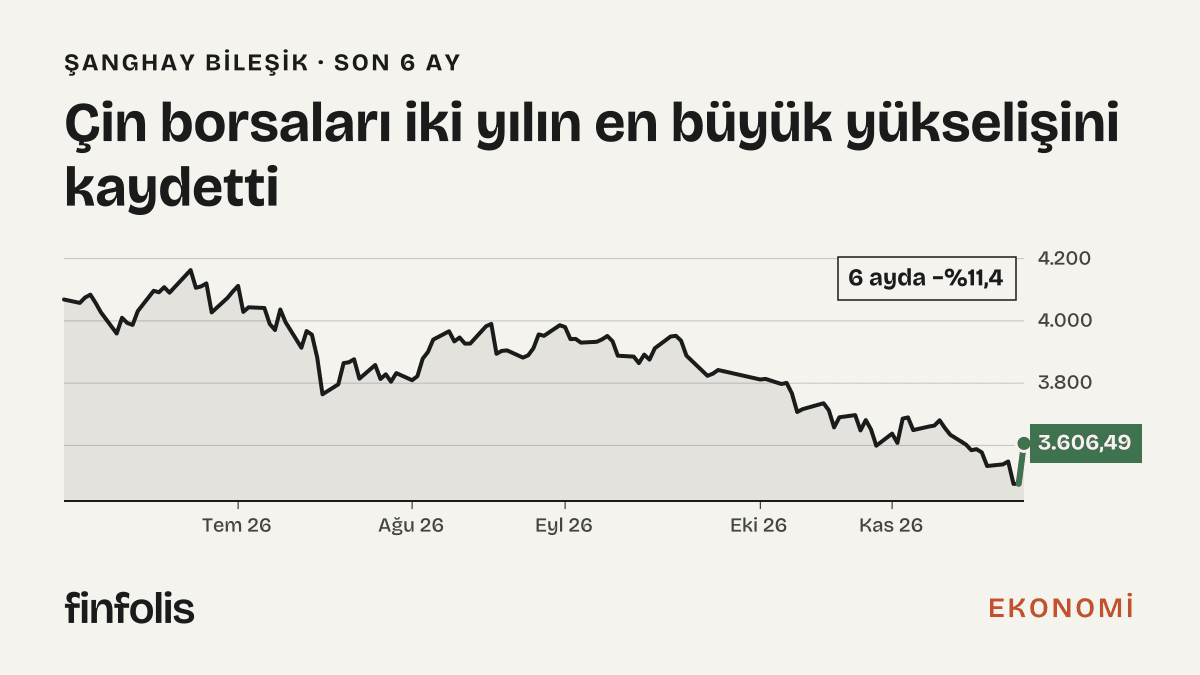 ŞANGHAY BİLEŞİK · SON 6 AY
Çin borsaları iki yılın en büyük yükselişini
kaydetti
6 ayda −%11,4
4.200
4.000
3.800
3.606,49
Tem 26
Ağu 26
Eyl 26
Eki 26
Kas 26
finfolis
EKONOMİ